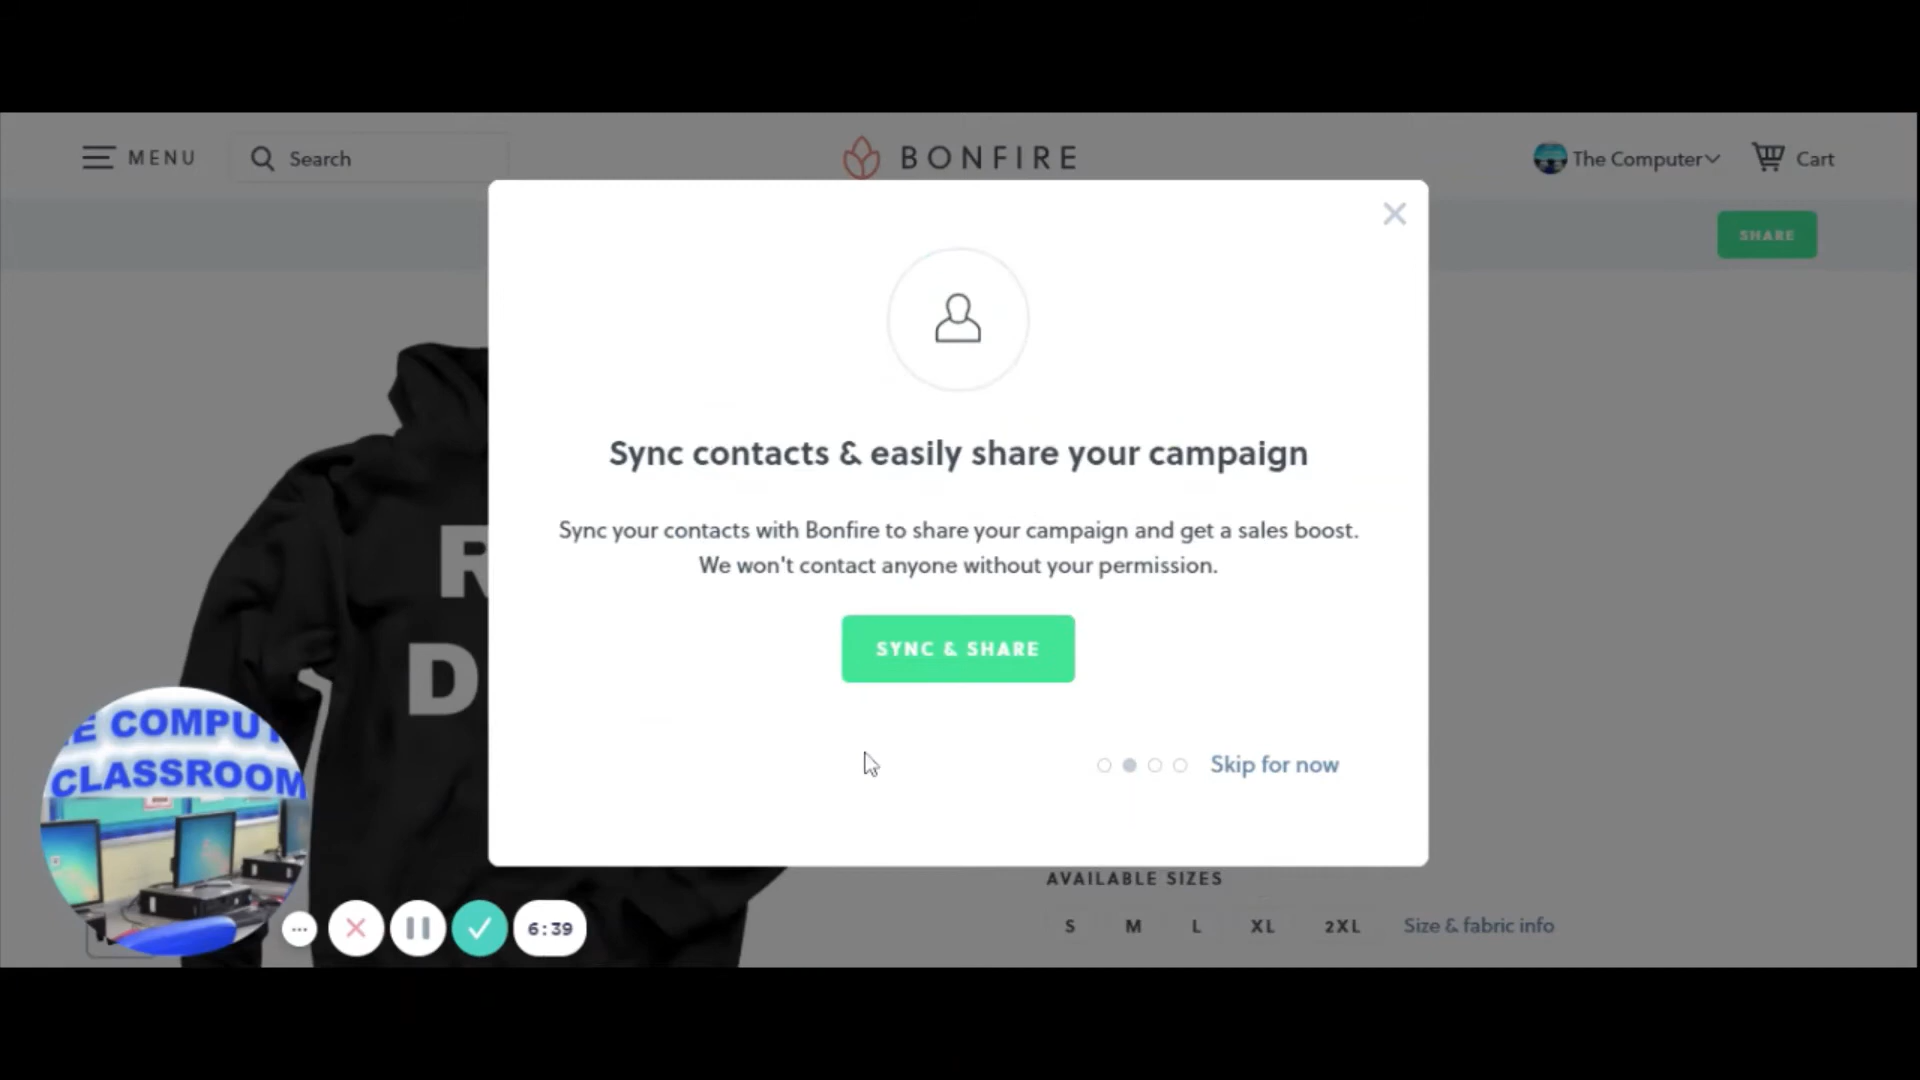 MENU
Search
BONFIRE
The Computer
Cart
SHARE
Sync contacts & easily share your campaign
Sync your contacts with Bonfire to share your campaign and get a sales boost.
We won't contact anyone without your permission.
SYNC & SHARE
Skip for now
R
D
E COMPUT
CLASSROOM
6:39
AVAILABLE SIZES
S M L XL 2XL Size & fabric info